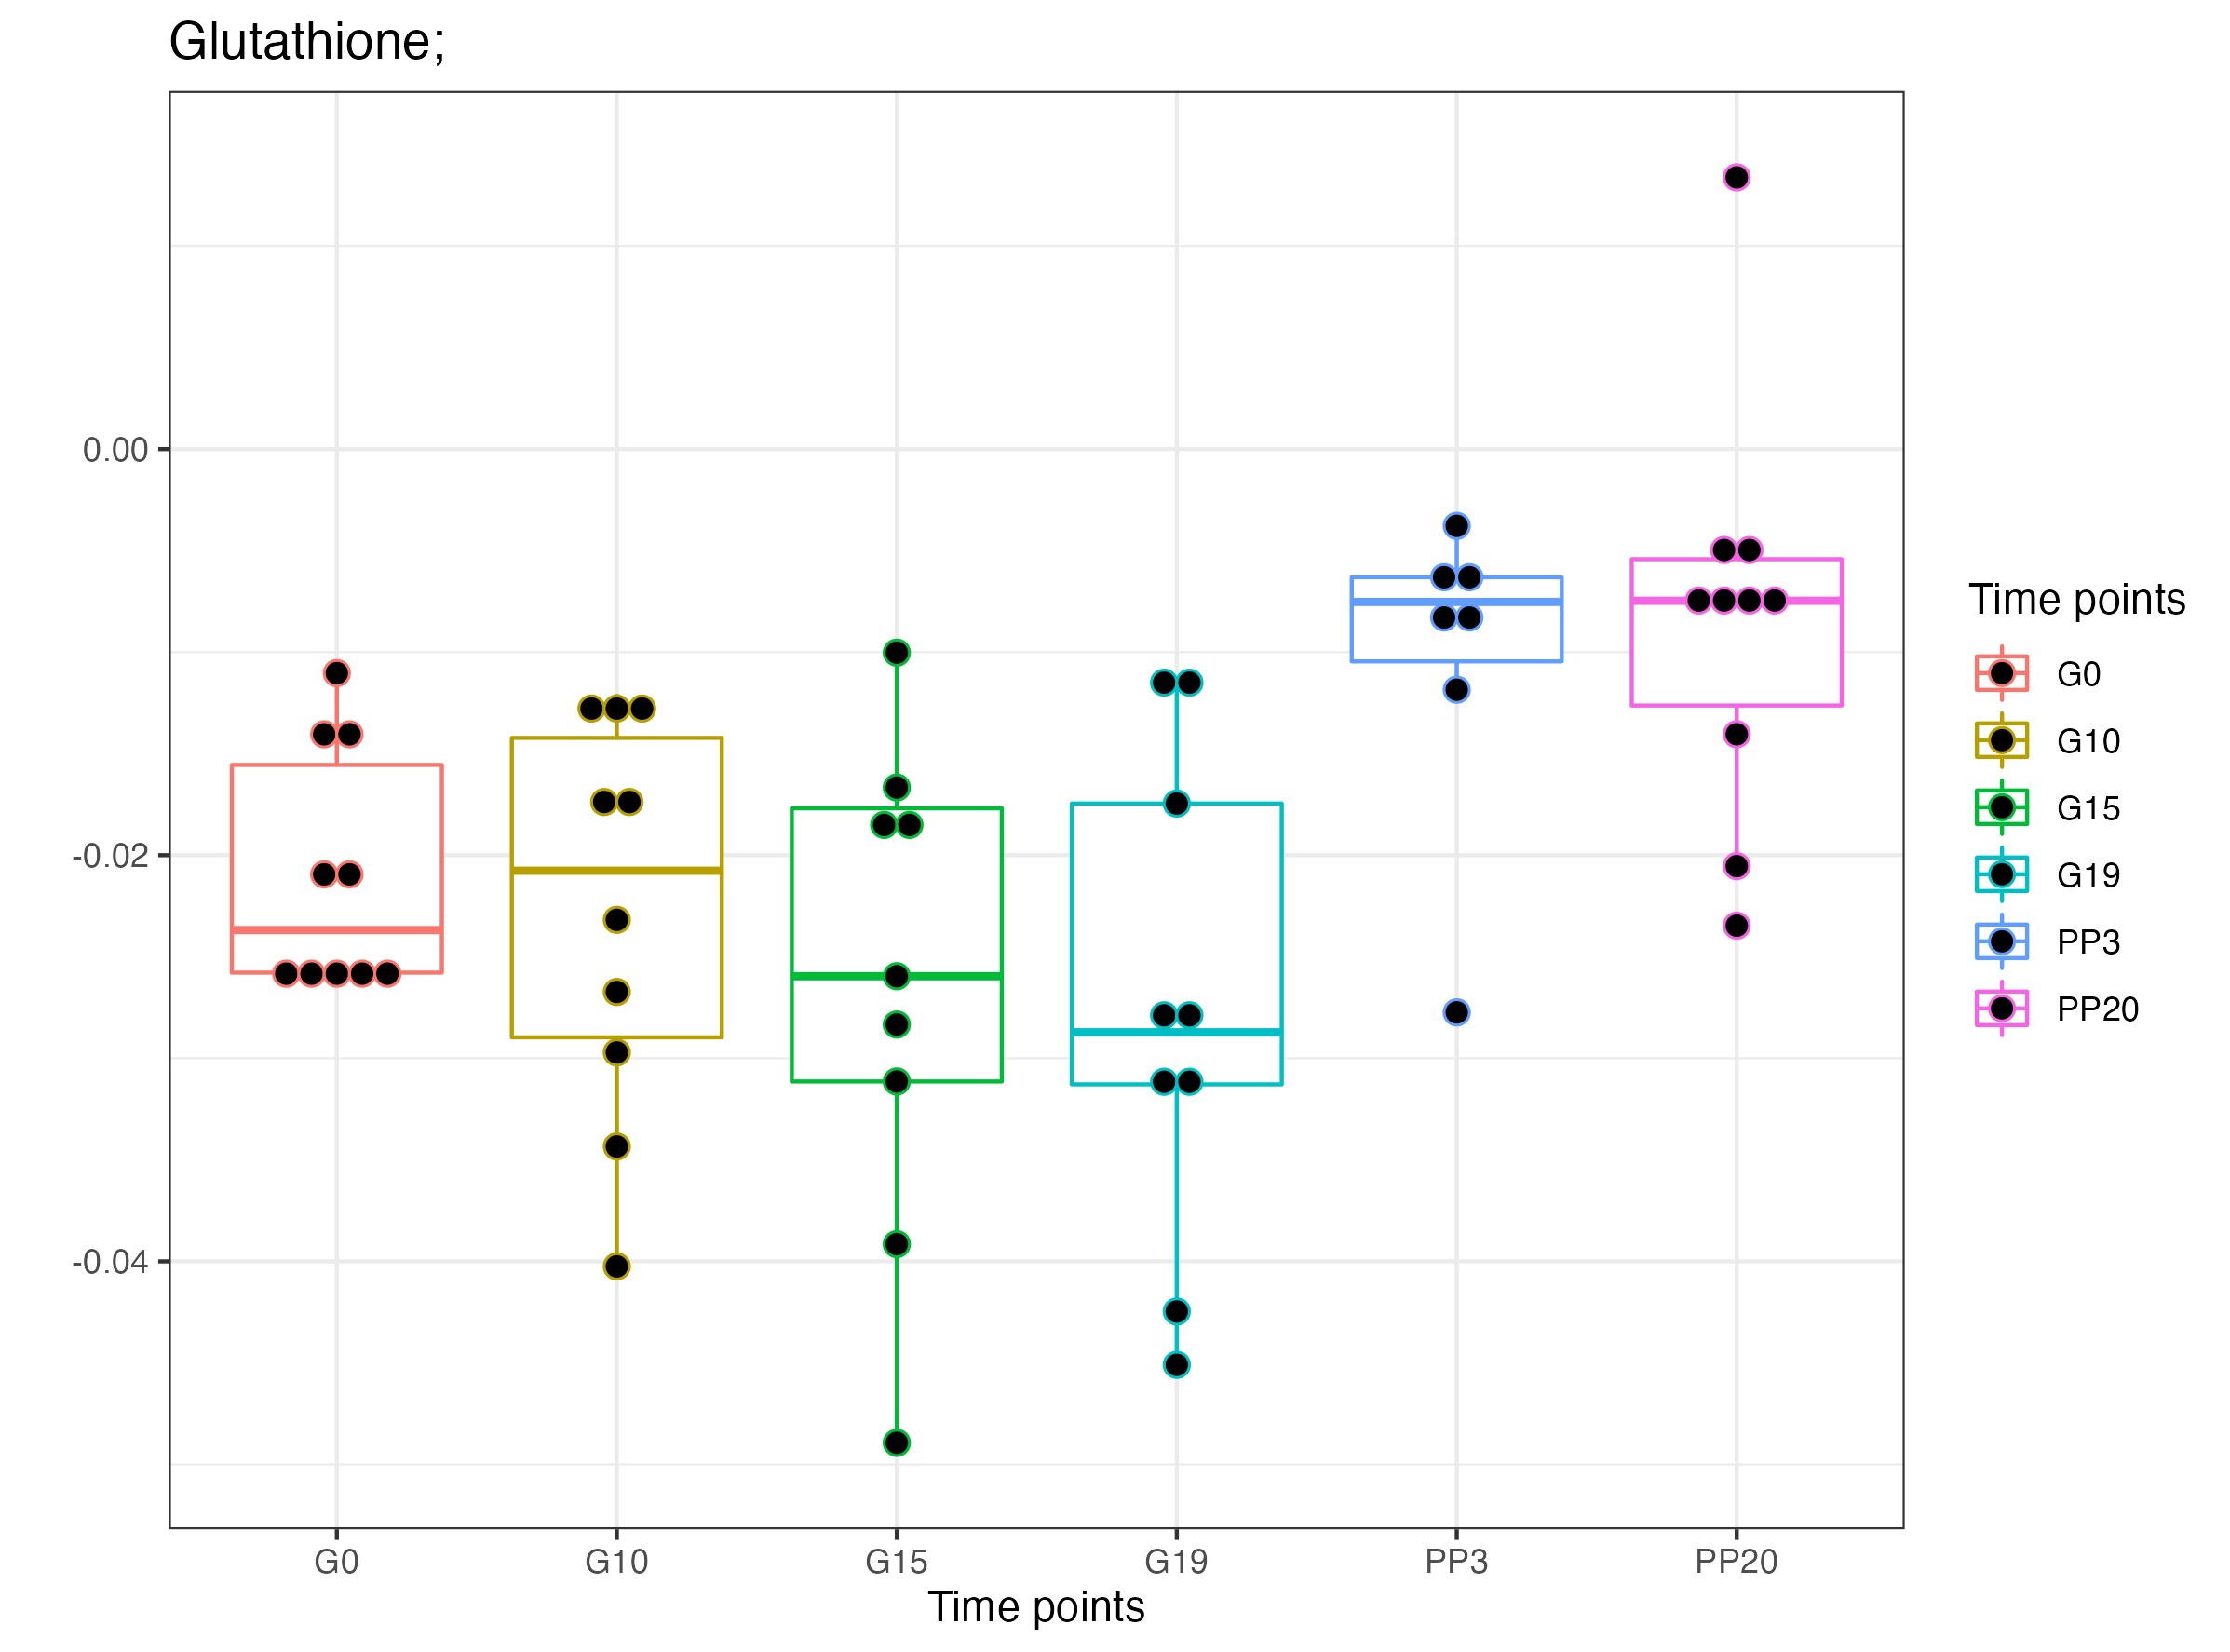 Glutathione;
0.00
-0.02
-0.04
G0 G10 G15 G19 PP3 PP20
Time points
Time points
G0
G10
G15
G19
PP3
PP20